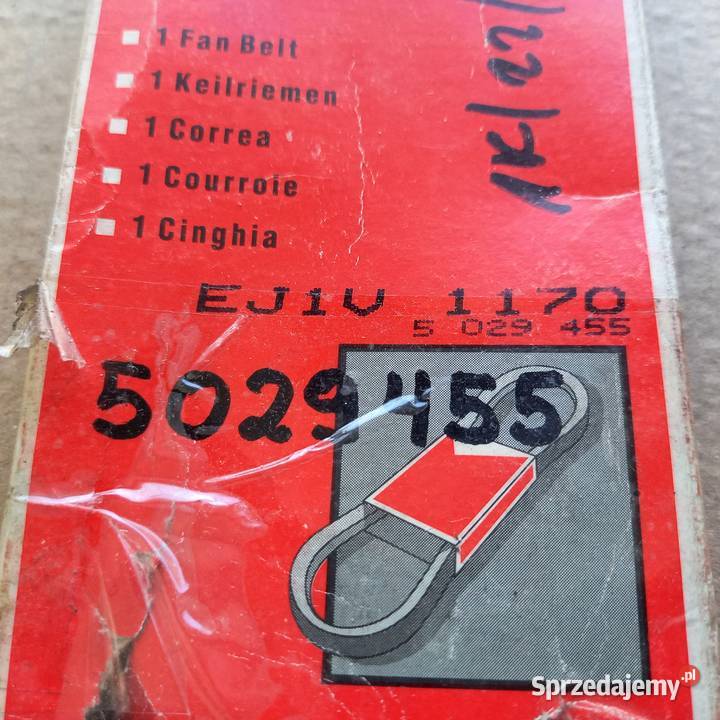 1 Fan Belt
1 Keilriemen
1 Correa
1 Courroie
1 Cinghia
EJ1V 1170
5 029 455
5029455
Sprzedajemy.pl